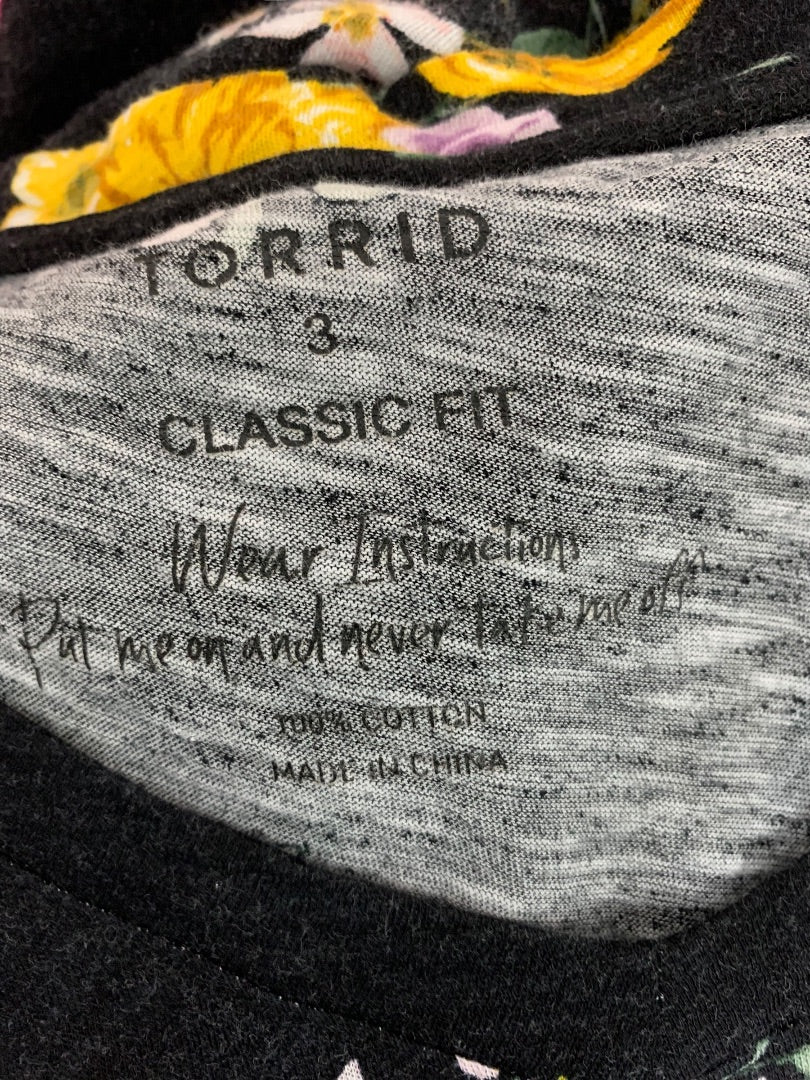 TORRID
3
CLASSIC FIT
Wear Instructions
Put me on and never take me off!
100% COTTON
MADE IN CHINA